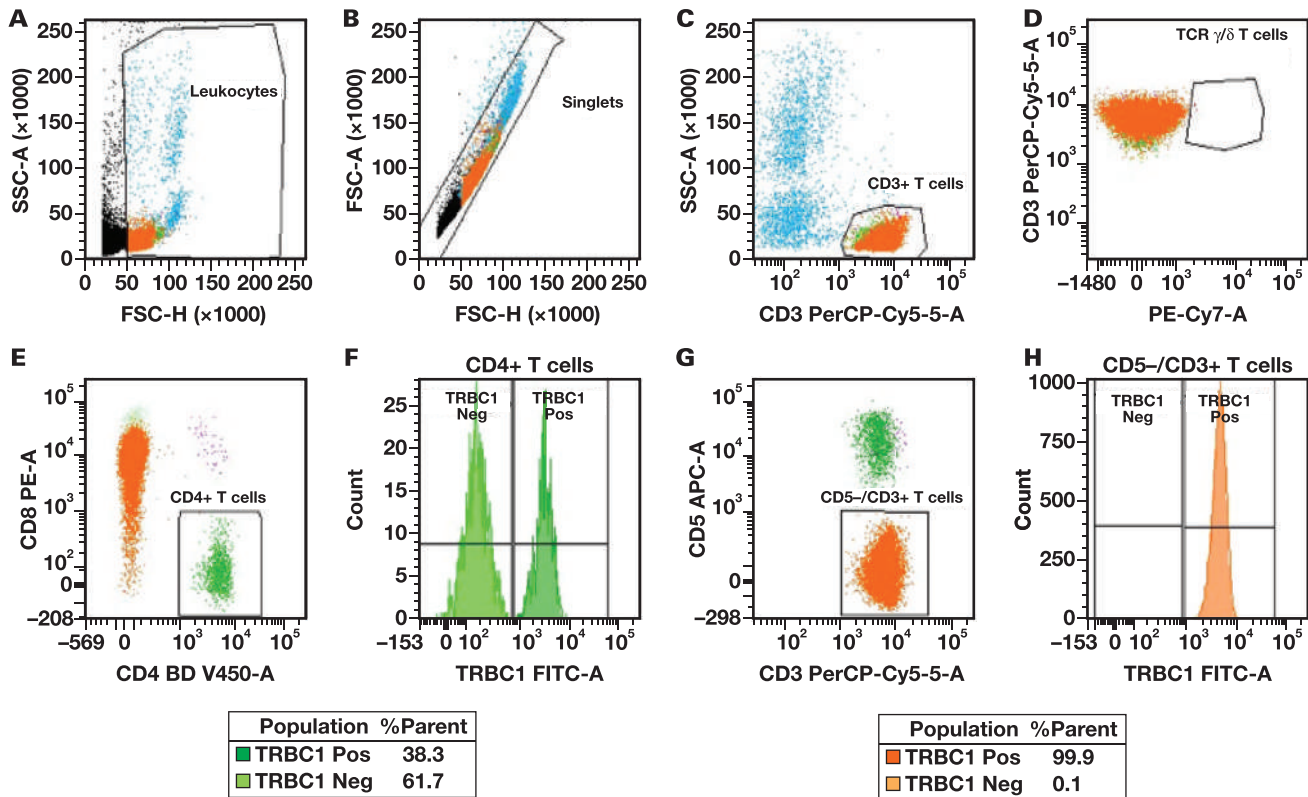 A
SSC-A (×1000)
250
200
150
100
50
0
Leukocytes
0 50 100 150 200 250
FSC-H (×1000)
B
FSC-A (×1000)
250
200
150
100
50
0
Singlets
0 50 100 150 200 250
FSC-H (×1000)
C
SSC-A (×1000)
250
200
150
100
50
0
CD3+ T cells
10² 10³ 10⁴ 10⁵
CD3 PerCP-Cy5-5-A
D
CD3 PerCP-Cy5-5-A
10⁵
10⁴
10³
10²
TCR γ/δ T cells
−1480 0 10³ 10⁴ 10⁵
PE-Cy7-A
E
CD8 PE-A
10⁵
10⁴
10³
10²
0
−208
CD4+ T cells
−569 0 10³ 10⁴ 10⁵
CD4 BD V450-A
F
CD4+ T cells
Count
25
20
15
10
5
0
TRBC1 Neg
TRBC1 Pos
−153 0 10² 10³ 10⁴ 10⁵
TRBC1 FITC-A
G
CD5 APC-A
10⁵
10⁴
10³
10²
0
−298
CD5−/CD3+ T cells
10² 10³ 10⁴ 10⁵
CD3 PerCP-Cy5-5-A
H
CD5−/CD3+ T cells
Count
1000
750
500
250
0
TRBC1 Neg
TRBC1 Pos
−153 0 10² 10³ 10⁴ 10⁵
TRBC1 FITC-A
Population %Parent
TRBC1 Pos 38.3
TRBC1 Neg 61.7
Population %Parent
TRBC1 Pos 99.9
TRBC1 Neg 0.1